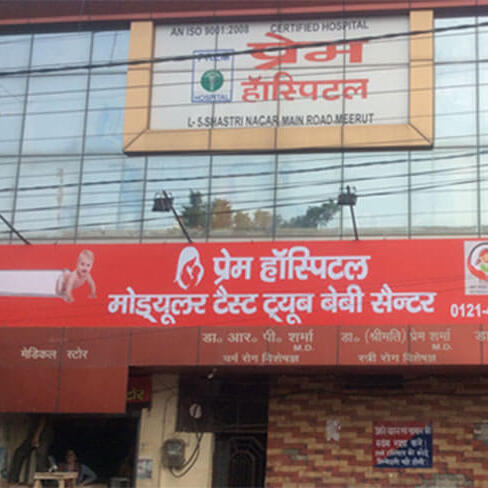 AN ISO 9001:2008 CERTIFIED HOSPITAL
प्रेम
हॉस्पिटल
HOSPITAL
L- 5-SHASTRI NAGAR MAIN ROAD-MEERUT
प्रेम हॉस्पिटल
मोड्यूलर टैस्ट ट्यूब बेबी सैन्टर
0121-
डा० आर० पी० शर्मा
M.D.
चर्म रोग विशेषज्ञ
डा० (श्रीमति) प्रेम शर्मा
M.D.
स्त्री रोग विशेषज्ञ
मेडिकल स्टोर